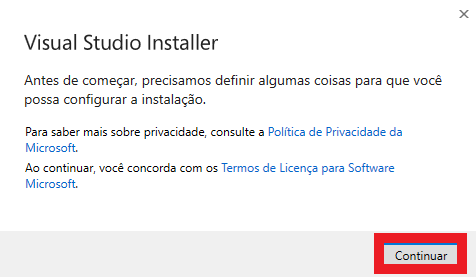 Visual Studio Installer
Antes de começar, precisamos definir algumas coisas para que você
possa configurar a instalação.
Para saber mais sobre privacidade, consulte a Política de Privacidade da
Microsoft.
Ao continuar, você concorda com os Termos de Licença para Software
Microsoft.
Continuar